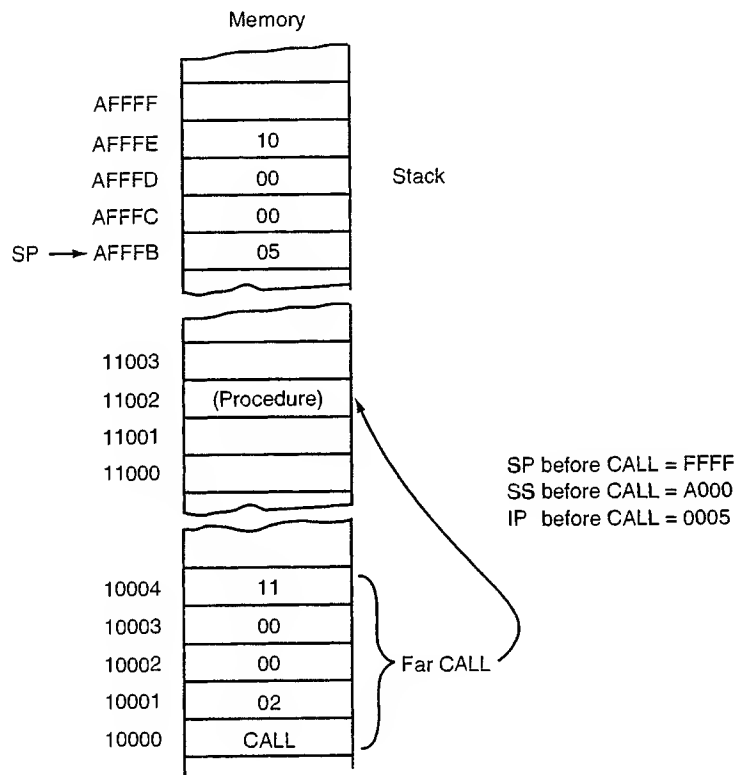 Memory
AFFFF
AFFFE 10
AFFFD 00 Stack
AFFFC 00
SP AFFFB 05
11003
11002 (Procedure)
11001
11000
SP before CALL = FFFF
SS before CALL = A000
IP before CALL = 0005
10004 11
10003 00
10002 00 Far CALL
10001 02
10000 CALL